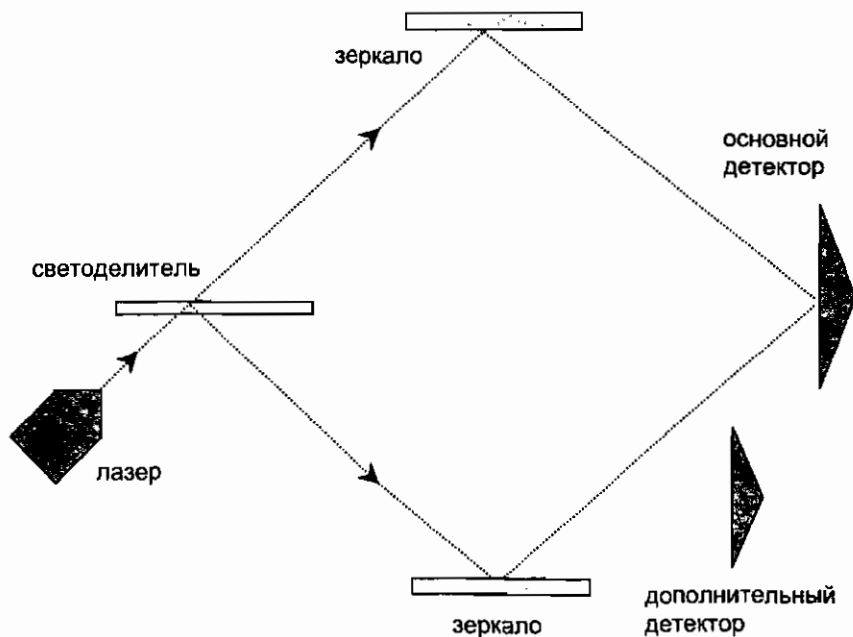 зеркало
основной
детектор
светоделитель
лазер
дополнительный
детектор
зеркало